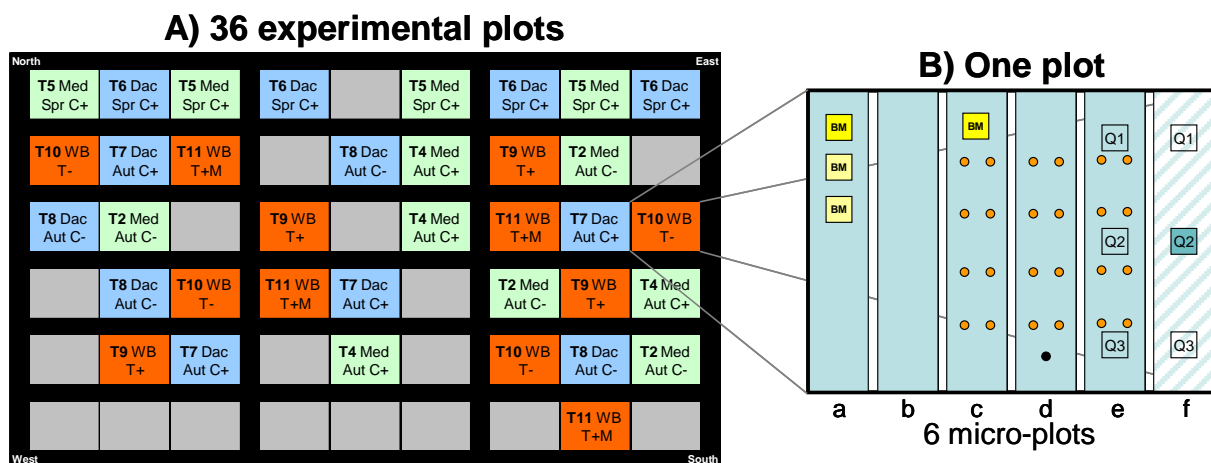 A) 36 experimental plots
North
East
T5 Med
Spr C+
T6 Dac
Spr C+
T5 Med
Spr C+
T6 Dac
Spr C+
T5 Med
Spr C+
T6 Dac
Spr C+
T5 Med
Spr C+
T6 Dac
Spr C+
T10 WB
T-
T7 Dac
Aut C+
T11 WB
T+M
T8 Dac
Aut C-
T4 Med
Aut C+
T9 WB
T+
T2 Med
Aut C-
T8 Dac
Aut C-
T2 Med
Aut C-
T9 WB
T+
T4 Med
Aut C+
T11 WB
T+M
T7 Dac
Aut C+
T10 WB
T-
T8 Dac
Aut C-
T10 WB
T-
T11 WB
T+M
T7 Dac
Aut C+
T2 Med
Aut C-
T9 WB
T+
T4 Med
Aut C+
T9 WB
T+
T7 Dac
Aut C+
T4 Med
Aut C+
T10 WB
T-
T8 Dac
Aut C-
T2 Med
Aut C-
T11 WB
T+M
West
South
B) One plot
BM
BM
BM
BM
Q1
Q2
Q3
Q1
Q2
Q3
a b c d e f
6 micro-plots